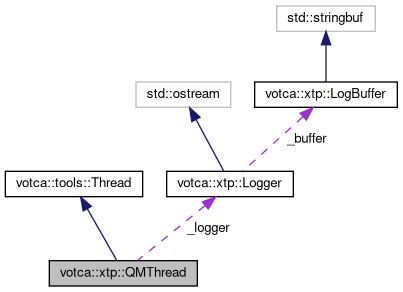 std::stringbuf
std::ostream
votca::xtp::LogBuffer
_buffer
votca::tools::Thread
votca::xtp::Logger
_logger
votca::xtp::QMThread